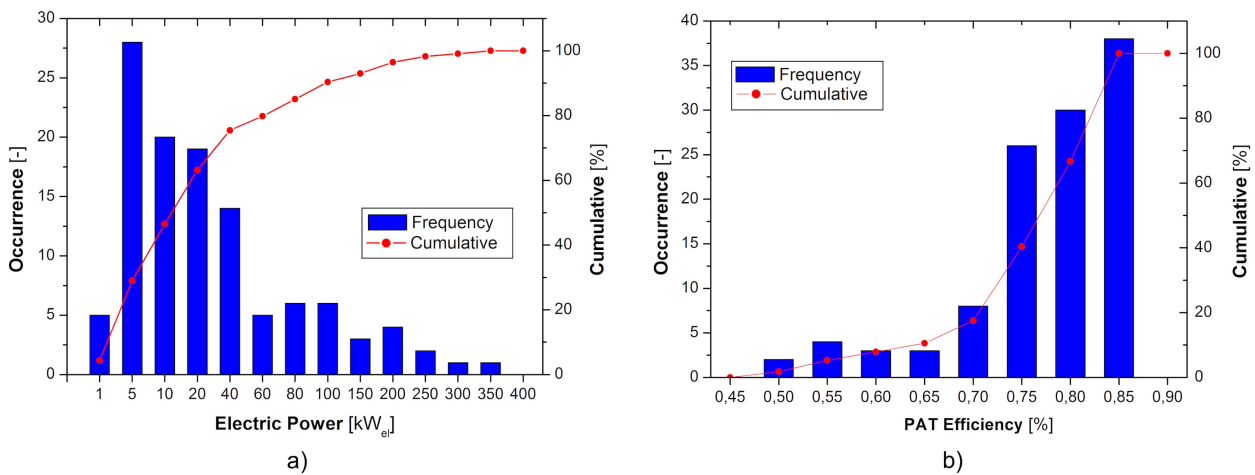 30
25
20
15
10
5
0
Occurrence [-]
100
80
60
40
20
0
Cumulative [%]
Frequency
Cumulative
1 5 10 20 40 60 80 100 150 200 250 300 350 400
Electric Power [kWel]
a)
40
35
30
25
20
15
10
5
0
Occurrence [-]
100
80
60
40
20
0
Cumulative [%]
Frequency
Cumulative
0,45 0,50 0,55 0,60 0,65 0,70 0,75 0,80 0,85 0,90
PAT Efficiency [%]
b)